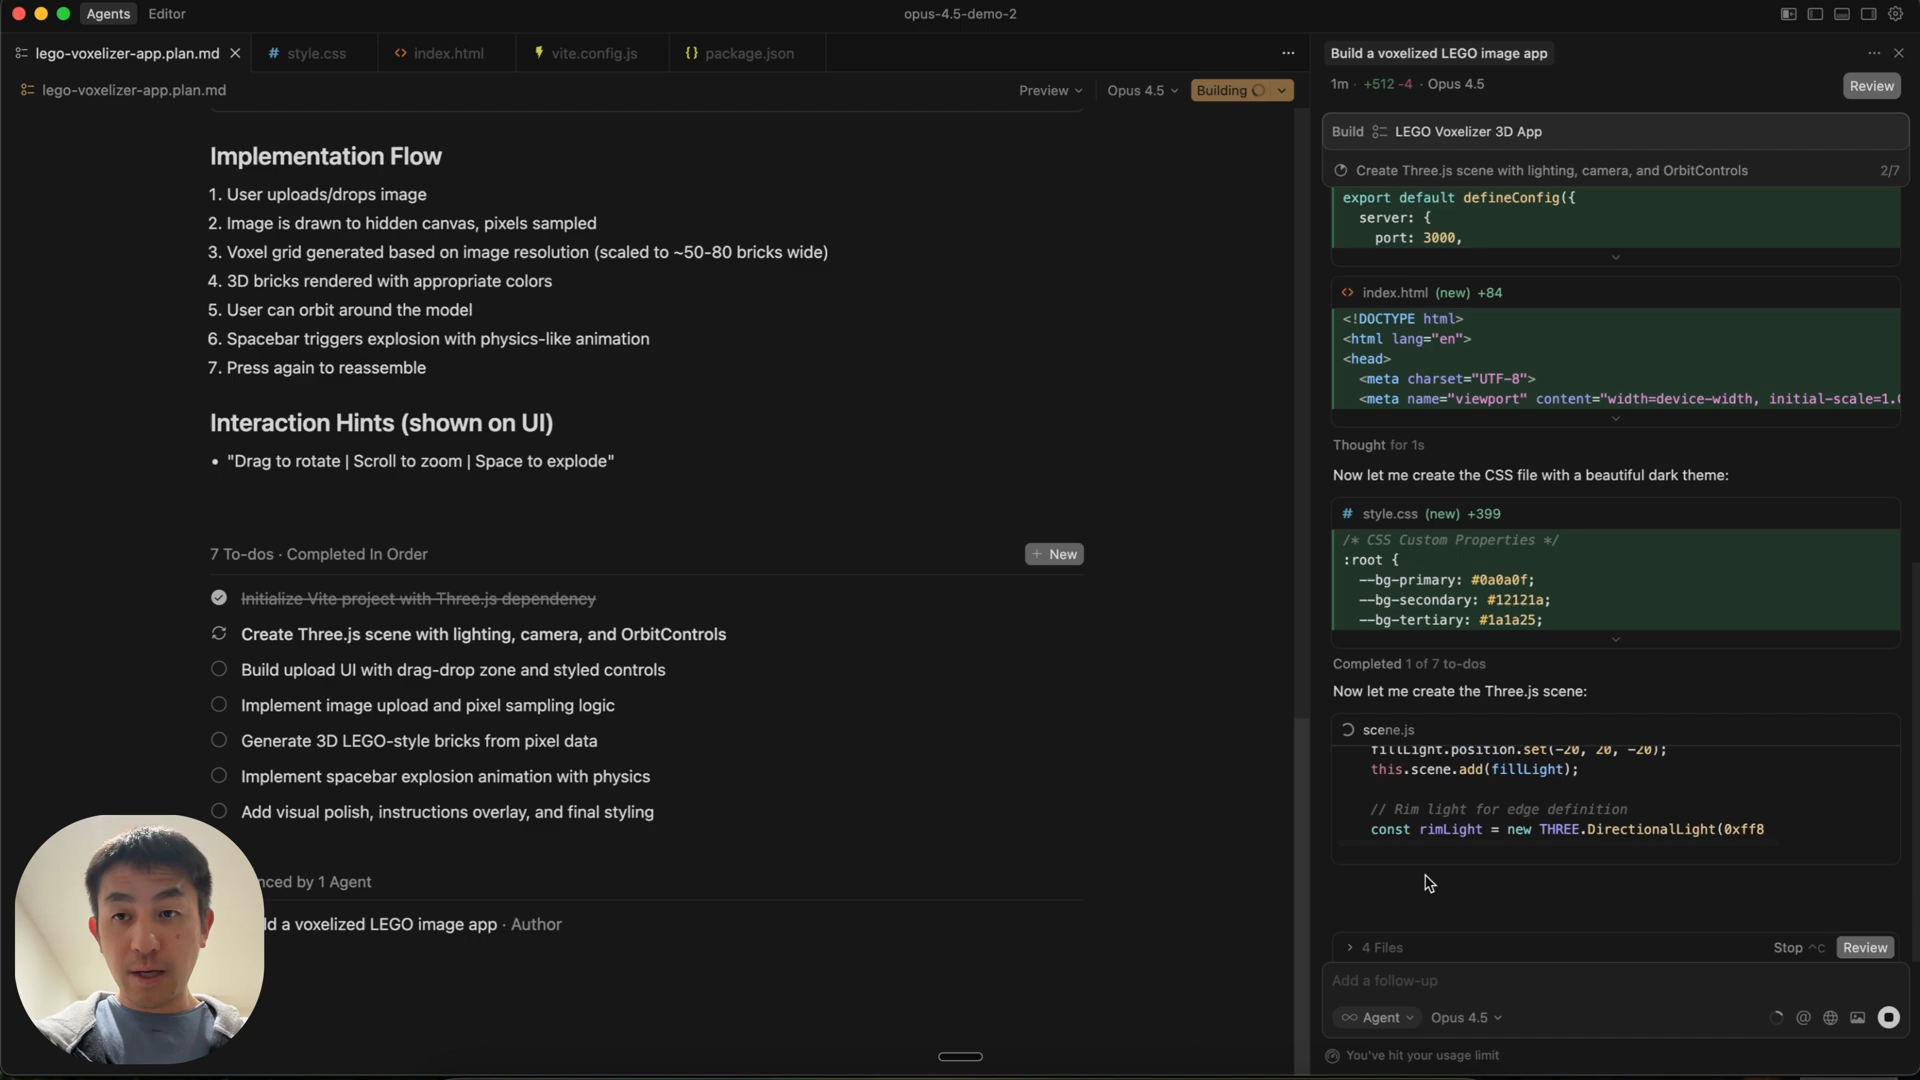 Agents Editor
opus-4.5-demo-2
lego-voxelizer-app.plan.md
style.css
index.html
vite.config.js
package.json
lego-voxelizer-app.plan.md
Preview
Opus 4.5
Building
Implementation Flow
1. User uploads/drops image
2. Image is drawn to hidden canvas, pixels sampled
3. Voxel grid generated based on image resolution (scaled to ~50-80 bricks wide)
4. 3D bricks rendered with appropriate colors
5. User can orbit around the model
6. Spacebar triggers explosion with physics-like animation
7. Press again to reassemble
Interaction Hints (shown on UI)
• "Drag to rotate | Scroll to zoom | Space to explode"
7 To-dos · Completed In Order
+ New
Initialize Vite project with Three.js dependency
Create Three.js scene with lighting, camera, and OrbitControls
Build upload UI with drag-drop zone and styled controls
Implement image upload and pixel sampling logic
Generate 3D LEGO-style bricks from pixel data
Implement spacebar explosion animation with physics
Add visual polish, instructions overlay, and final styling
nced by 1 Agent
ld a voxelized LEGO image app · Author
Build a voxelized LEGO image app
1m · +512 -4 · Opus 4.5
Review
Build LEGO Voxelizer 3D App
Create Three.js scene with lighting, camera, and OrbitControls 2/7
export default defineConfig({
server: {
port: 3000,
index.html (new) +84
<!DOCTYPE html>
<html lang="en">
<head>
<meta charset="UTF-8">
<meta name="viewport" content="width=device-width, initial-scale=1.0
Thought for 1s
Now let me create the CSS file with a beautiful dark theme:
# style.css (new) +399
/* CSS Custom Properties */
:root {
--bg-primary: #0a0a0f;
--bg-secondary: #12121a;
--bg-tertiary: #1a1a25;
Completed 1 of 7 to-dos
Now let me create the Three.js scene:
scene.js
fillLight.position.set(-20, 20, -20);
this.scene.add(fillLight);
// Rim light for edge definition
const rimLight = new THREE.DirectionalLight(0xff8
4 Files
Stop ^C
Review
Add a follow-up
Agent
Opus 4.5
You've hit your usage limit